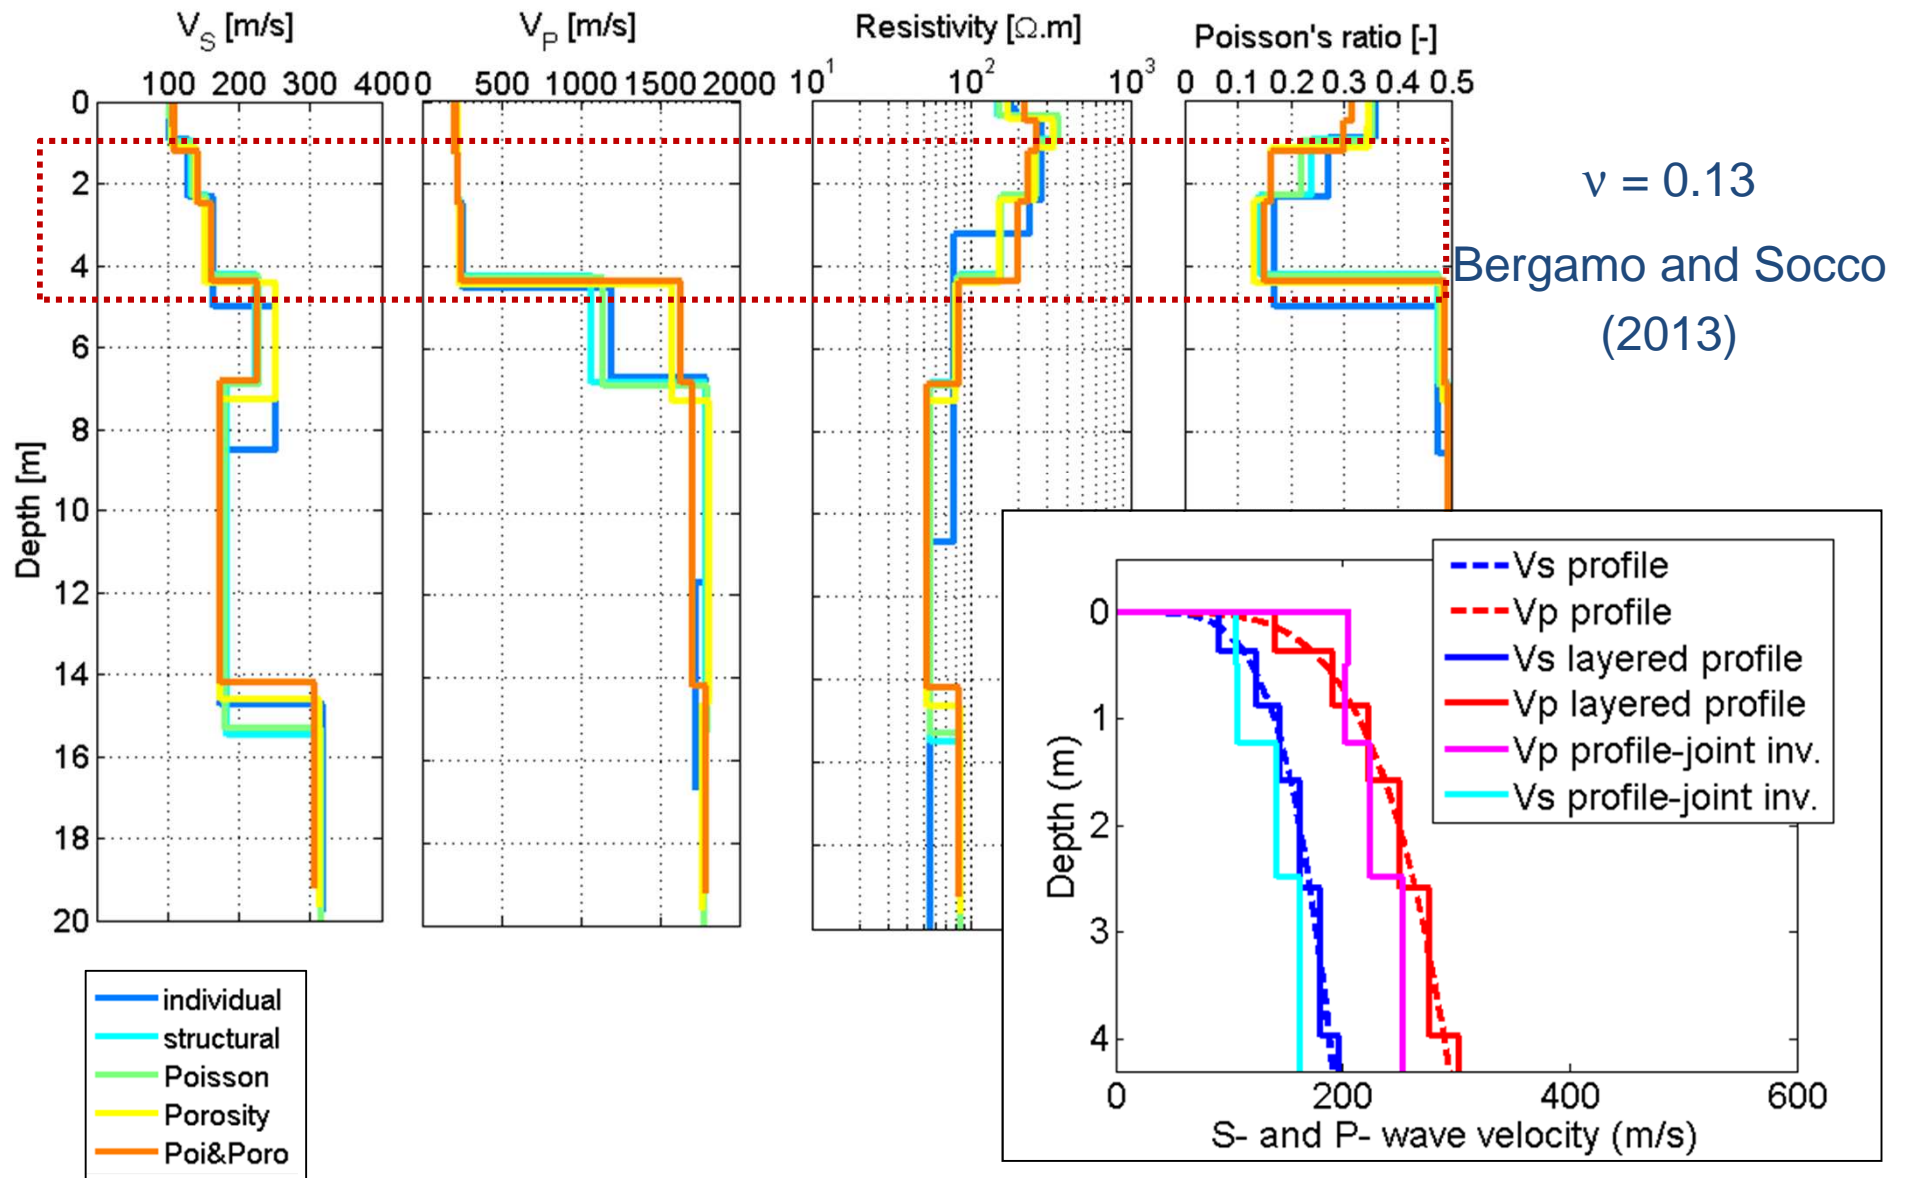 V_S [m/s]
V_P [m/s]
Resistivity [Ω.m]
Poisson's ratio [-]
100 200 300 400
0 500 1000 1500 2000
10^1 10^2 10^3
0 0.1 0.2 0.3 0.4 0.5
0
2
4
6
8
10
12
14
16
18
20
Depth [m]
ν = 0.13
Bergamo and Socco
(2013)
individual
structural
Poisson
Porosity
Poi&Poro
Vs profile
Vp profile
Vs layered profile
Vp layered profile
Vp profile-joint inv.
Vs profile-joint inv.
0
1
2
3
4
Depth (m)
0 200 400 600
S- and P- wave velocity (m/s)